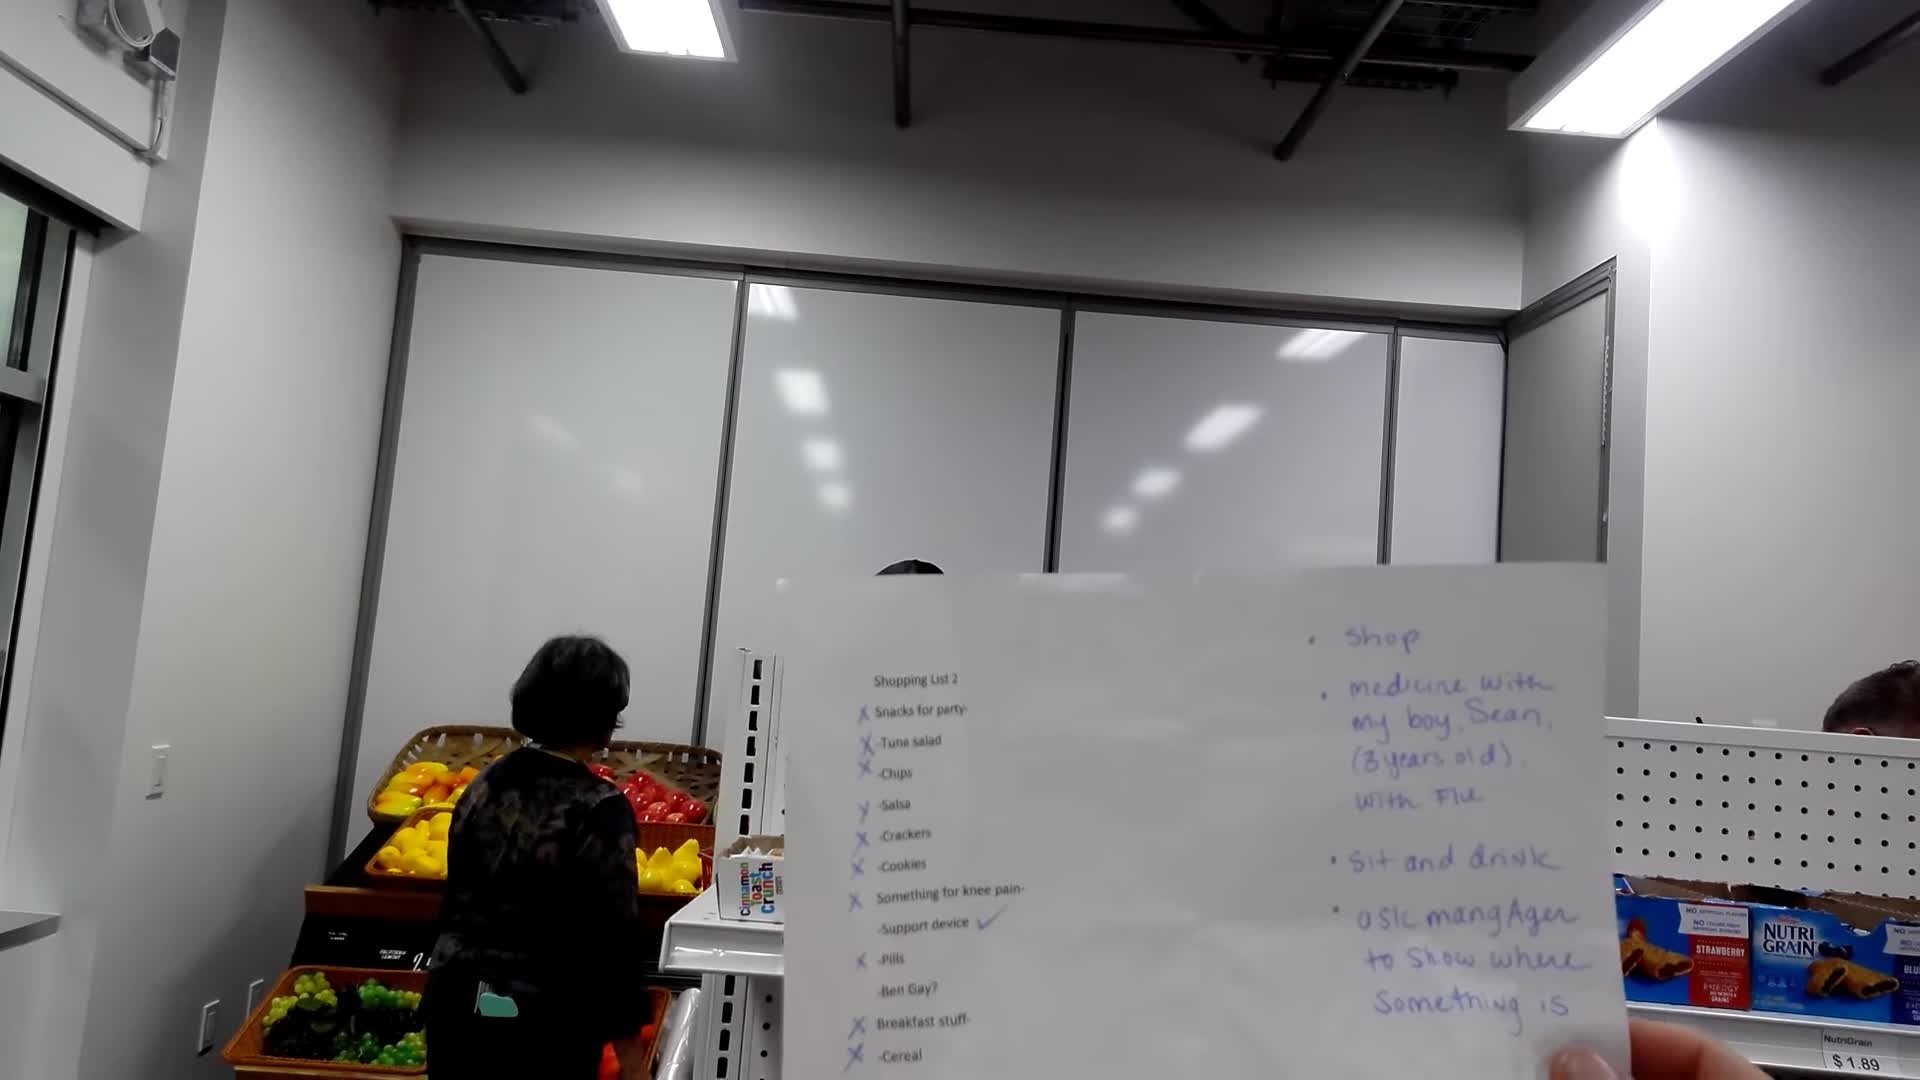 Shopping List 2
X Snacks for party-
X -Tuna salad
X -Chips
y -Salsa
X -Crackers
X -Cookies
X Something for knee pain-
-Support device ✓
X -Pills
-Ben Gay?
X Breakfast stuff-
X -Cereal
• Shop
• medicine with
my boy, Sean,
(3 years old).
with Flu
• Sit and drink
• ask mangAger
to show where
something is
cinnamon
toast
crunch
NO ARTIFICIAL FLAVORS
STRAWBERRY
NUTRI
GRAIN
NO
BLU
NutriGrain
$ 1.89